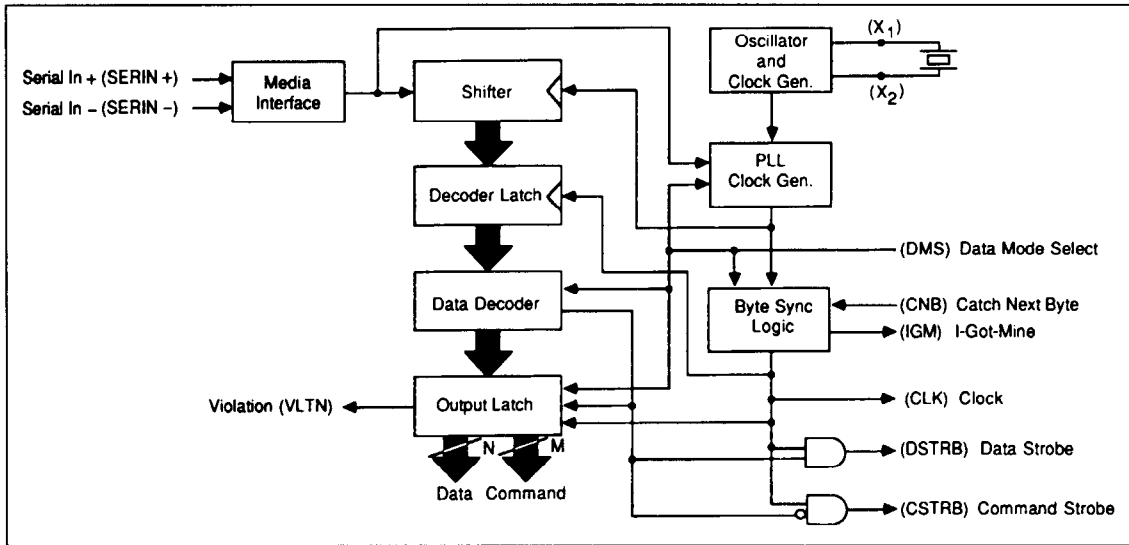 Serial In + (SERIN +)
Serial In – (SERIN –)
Media
Interface
Shifter
Decoder Latch
Data Decoder
Output Latch
Violation (VLTN)
N
M
Data
Command
Oscillator
and
Clock Gen.
(X1)
(X2)
PLL
Clock Gen.
Byte Sync
Logic
(DMS) Data Mode Select
(CNB) Catch Next Byte
(IGM) I-Got-Mine
(CLK) Clock
(DSTRB) Data Strobe
(CSTRB) Command Strobe